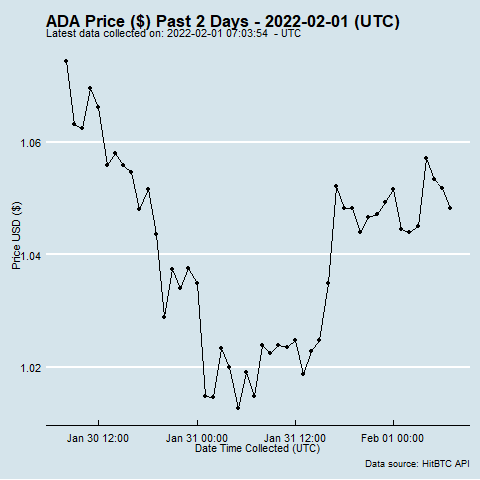 ADA Price ($) Past 2 Days - 2022-02-01 (UTC)
Latest data collected on: 2022-02-01 07:03:54 - UTC
1.06
1.04
1.02
Price USD ($)
Jan 30 12:00
Jan 31 00:00
Jan 31 12:00
Feb 01 00:00
Date Time Collected (UTC)
Data source: HitBTC API